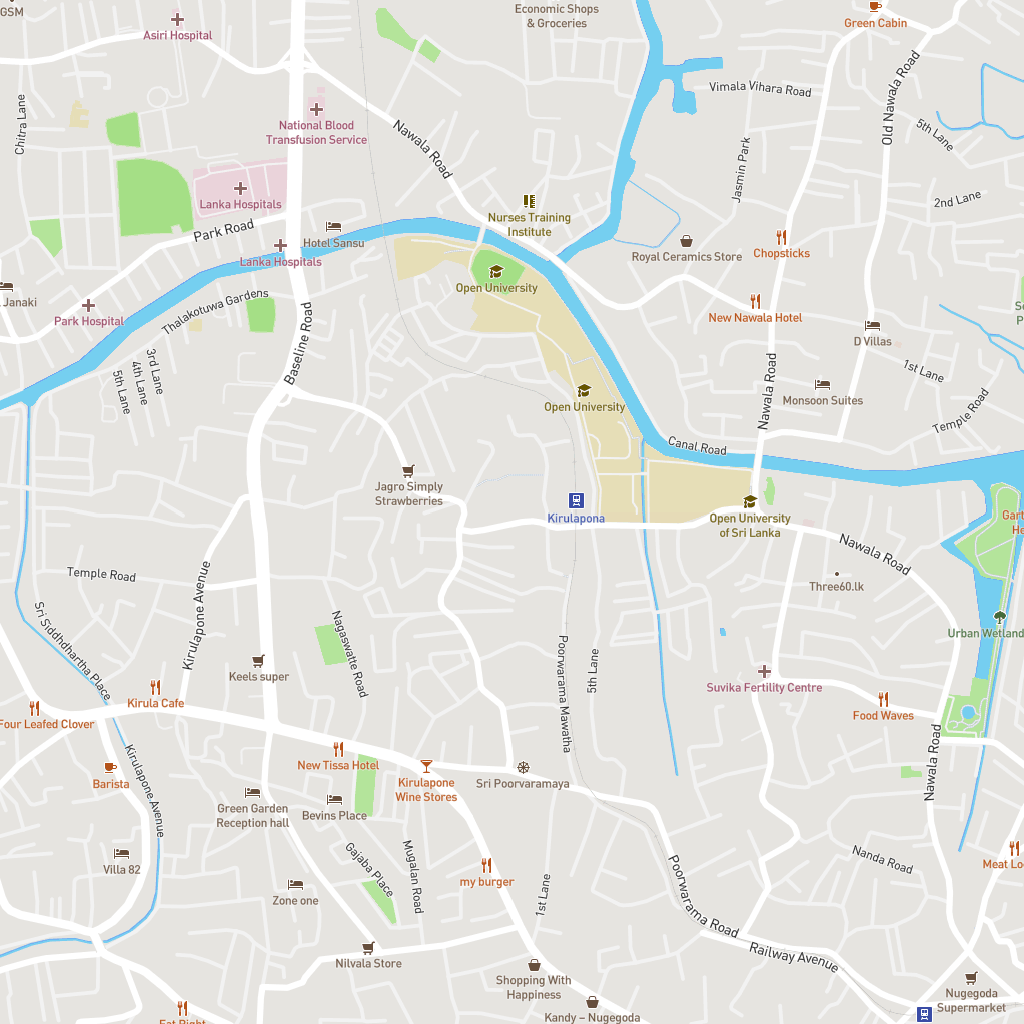 GSM
Economic Shops
& Groceries
Green Cabin
Asiri Hospital
Chitra Lane
National Blood
Transfusion Service
Nawala Road
Vimala Vihara Road
Old Nawala Road
5th Lane
Jasmin Park
2nd Lane
Lanka Hospitals
Nurses Training
Institute
Park Road
Hotel Sansu
Lanka Hospitals
Royal Ceramics Store
Chopsticks
Open University
Janaki
Park Hospital
Thalakotuwa Gardens
New Nawala Hotel
D Villas
Baseline Road
3rd Lane
4th Lane
5th Lane
1st Lane
Monsoon Suites
Nawala Road
Temple Road
Open University
Canal Road
Jagro Simply
Strawberries
Kirulapona
Open University
of Sri Lanka
Nawala Road
Temple Road
Three60.lk
Kirulapone Avenue
Sri Siddhdhartha Place
Nagaswatte Road
Poorwarama Mawatha
5th Lane
Urban Wetland
Keels super
Suvika Fertility Centre
Kirula Cafe
Four Leafed Clover
Food Waves
New Tissa Hotel
Nawala Road
Kirulapone Avenue
Barista
Kirulapone
Wine Stores
Sri Poorvaramaya
Green Garden
Reception hall
Bevins Place
Villa 82
Gajaba Place
Mugalan Road
my burger
Zone one
1st Lane
Poorwarama Road
Nanda Road
Nilvala Store
Railway Avenue
Shopping With
Happiness
Nugegoda
Supermarket
Kandy – Nugegoda